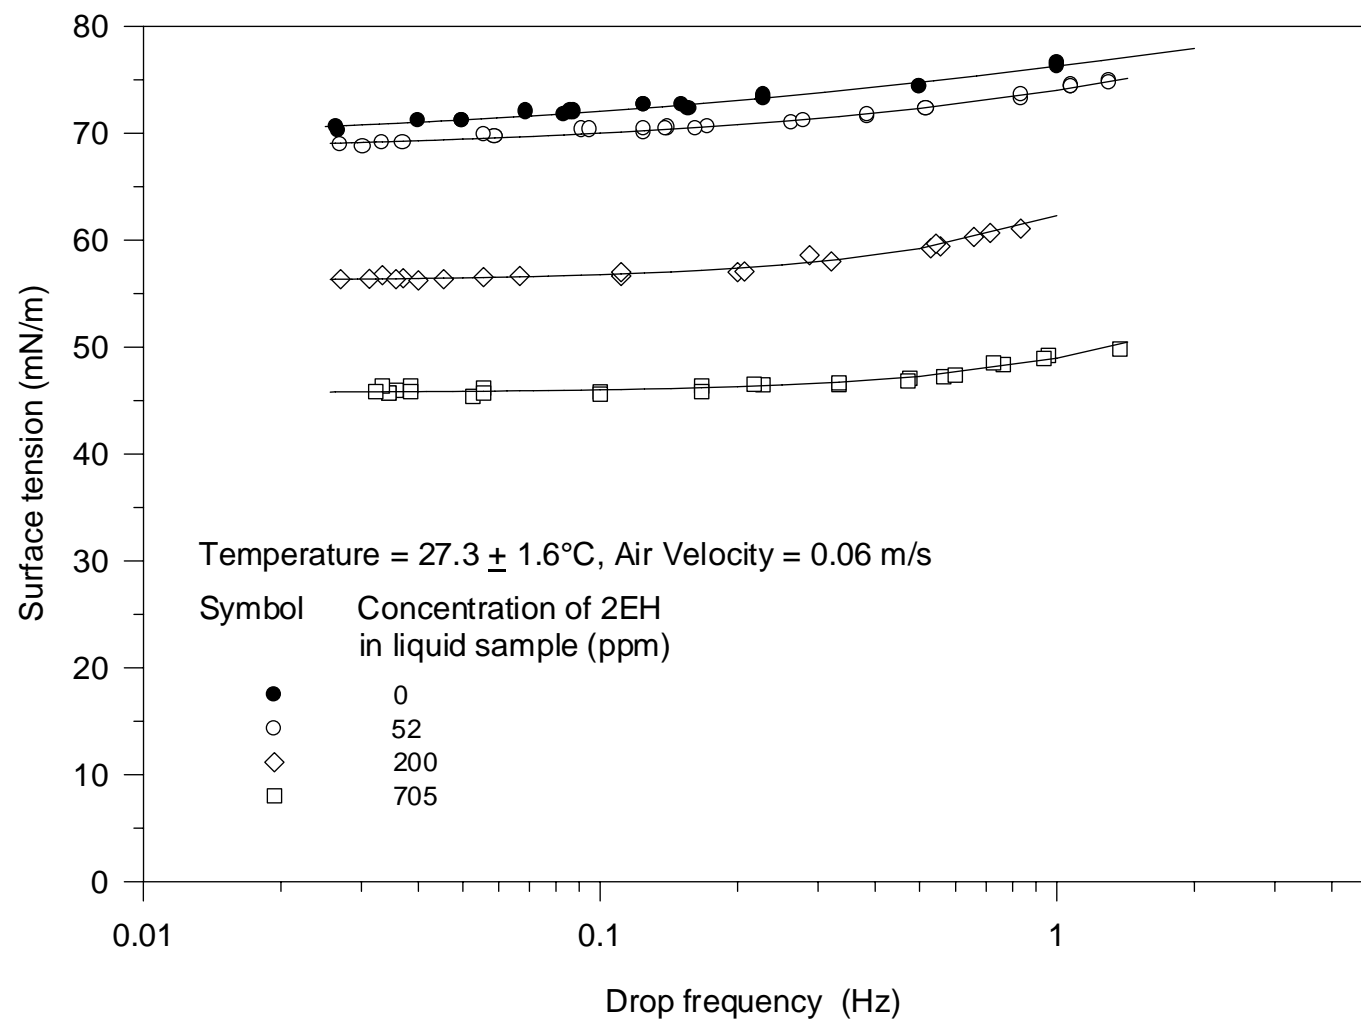 80
70
60
50
40
30
20
10
0
Surface tension (mN/m)
Temperature = 27.3 ± 1.6°C, Air Velocity = 0.06 m/s
Symbol Concentration of 2EH
in liquid sample (ppm)
0
52
200
705
0.01 0.1 1
Drop frequency (Hz)